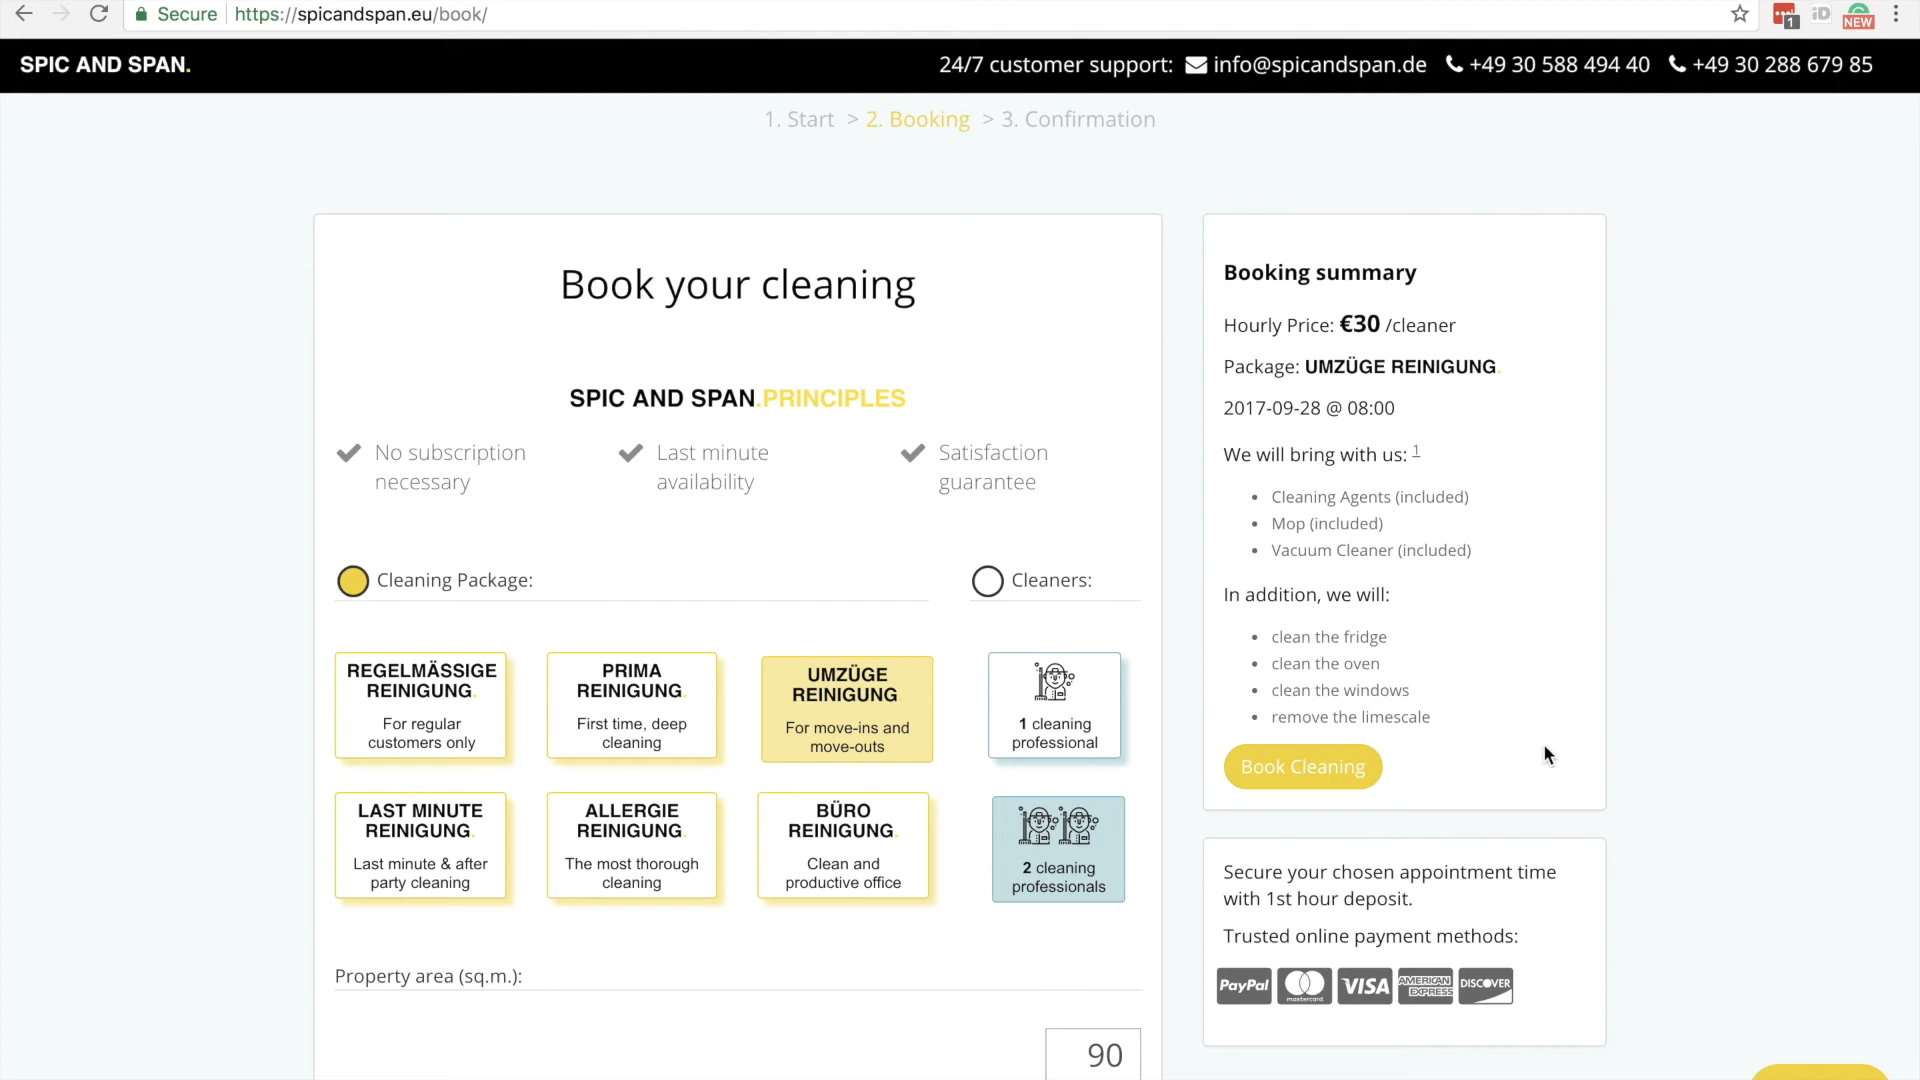 Secure https://spicandspan.eu/book/
1 iD NEW
SPIC AND SPAN.
24/7 customer support: info@spicandspan.de +49 30 588 494 40 +49 30 288 679 85
1. Start > 2. Booking > 3. Confirmation
Book your cleaning
SPIC AND SPAN.PRINCIPLES
No subscription
necessary
Last minute
availability
Satisfaction
guarantee
Cleaning Package:
Cleaners:
REGELMÄSSIGE
REINIGUNG.
For regular
customers only
PRIMA
REINIGUNG.
First time, deep
cleaning
UMZÜGE
REINIGUNG
For move-ins and
move-outs
1 cleaning
professional
LAST MINUTE
REINIGUNG.
Last minute & after
party cleaning
ALLERGIE
REINIGUNG.
The most thorough
cleaning
BÜRO
REINIGUNG.
Clean and
productive office
2 cleaning
professionals
Property area (sq.m.):
90
Booking summary
Hourly Price: €30 /cleaner
Package: UMZÜGE REINIGUNG.
2017-09-28 @ 08:00
We will bring with us: 1
• Cleaning Agents (included)
• Mop (included)
• Vacuum Cleaner (included)
In addition, we will:
• clean the fridge
• clean the oven
• clean the windows
• remove the limescale
Book Cleaning
Secure your chosen appointment time
with 1st hour deposit.
Trusted online payment methods:
PayPal mastercard VISA AMERICAN EXPRESS DISCOVER